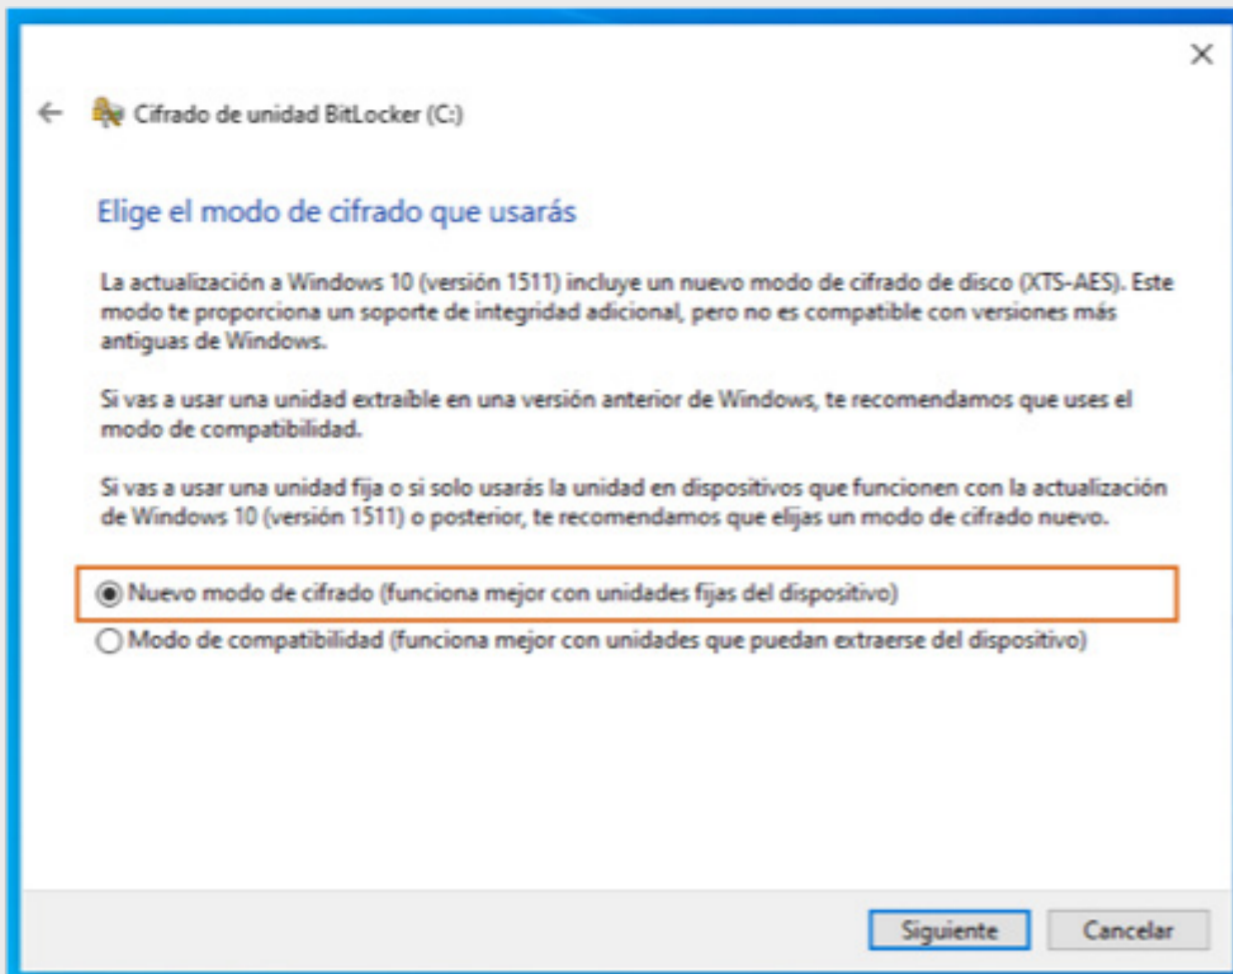 Cifrado de unidad BitLocker (C:)
Elige el modo de cifrado que usarás
La actualización a Windows 10 (versión 1511) incluye un nuevo modo de cifrado de disco (XTS-AES). Este
modo te proporciona un soporte de integridad adicional, pero no es compatible con versiones más
antiguas de Windows.
Si vas a usar una unidad extraíble en una versión anterior de Windows, te recomendamos que uses el
modo de compatibilidad.
Si vas a usar una unidad fija o si solo usarás la unidad en dispositivos que funcionen con la actualización
de Windows 10 (versión 1511) o posterior, te recomendamos que elijas un modo de cifrado nuevo.
Nuevo modo de cifrado (funciona mejor con unidades fijas del dispositivo)
Modo de compatibilidad (funciona mejor con unidades que puedan extraerse del dispositivo)
Siguiente
Cancelar